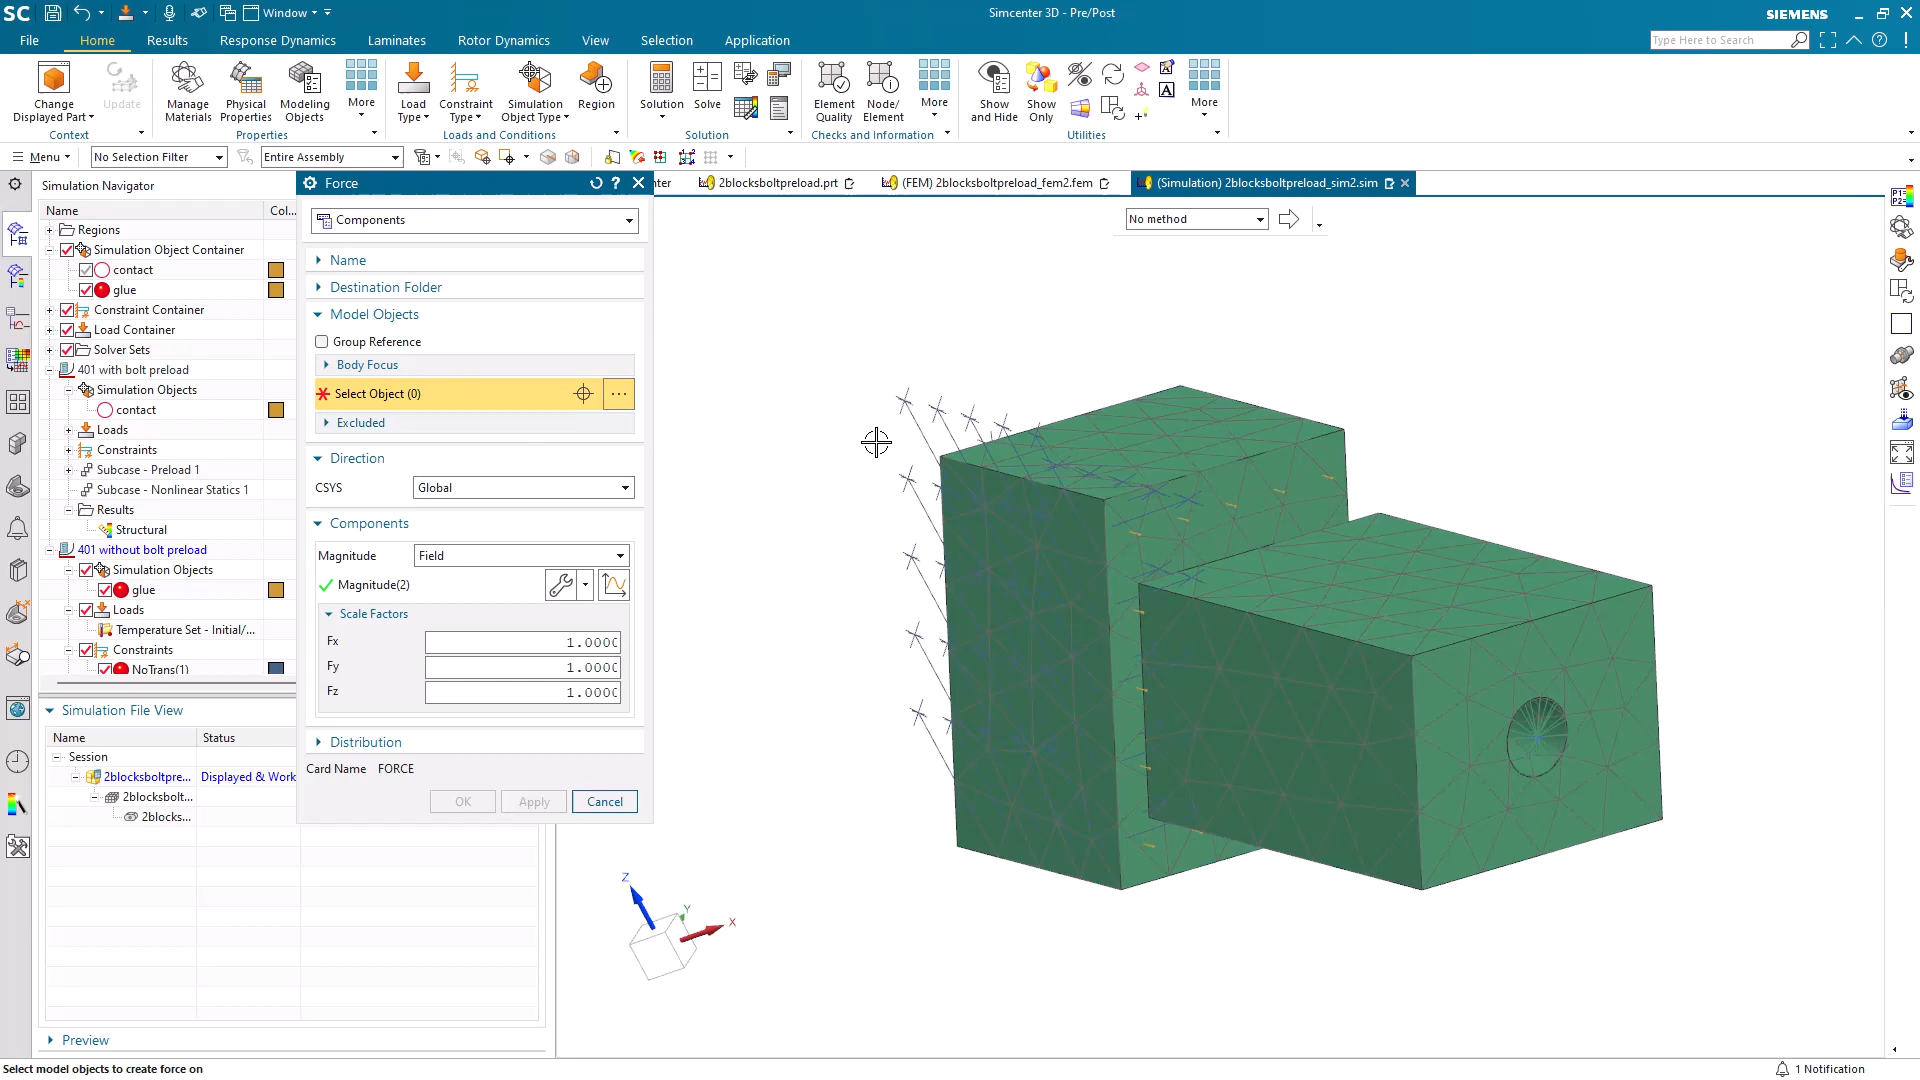 SC
Window
Simcenter 3D - Pre/Post
SIEMENS
File
Home
Results
Response Dynamics
Laminates
Rotor Dynamics
View
Selection
Application
Type Here to Search
Change
Displayed Part
Update
Manage
Materials
Physical
Properties
Modeling
Objects
More
Load
Type
Constraint
Type
Simulation
Object Type
Region
Solution
Solve
Element
Quality
Node/
Element
More
Show
and Hide
Show
Only
More
Context
Properties
Loads and Conditions
Solution
Checks and Information
Utilities
Menu
No Selection Filter
Entire Assembly
Simulation Navigator
Force
nter
2blocksboltpreload.prt
(FEM) 2blocksboltpreload_fem2.fem
(Simulation) 2blocksboltpreload_sim2.sim
No method
Name
Col...
Regions
Simulation Object Container
contact
glue
Constraint Container
Load Container
Solver Sets
401 with bolt preload
Simulation Objects
contact
Loads
Constraints
Subcase - Preload 1
Subcase - Nonlinear Statics 1
Results
Structural
401 without bolt preload
Simulation Objects
glue
Loads
Temperature Set - Initial/...
Constraints
NoTrans(1)
Components
Name
Destination Folder
Model Objects
Group Reference
Body Focus
Select Object (0)
Excluded
Direction
CSYS
Global
Components
Magnitude
Field
Magnitude(2)
Scale Factors
Fx
1.000(
Fy
1.000(
Fz
1.000(
Distribution
Card Name FORCE
OK
Apply
Cancel
Simulation File View
Name
Status
Session
2blocksboltpre...
Displayed & Work
2blocksbolt...
2blocks...
Z
Y
X
Preview
Select model objects to create force on
1 Notification